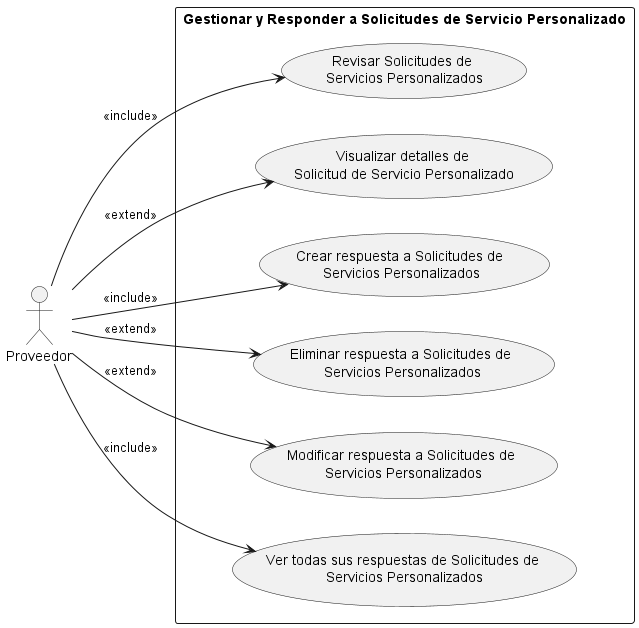 Gestionar y Responder a Solicitudes de Servicio Personalizado
Revisar Solicitudes de
Servicios Personalizados
«include»
Visualizar detalles de
Solicitud de Servicio Personalizado
«extend»
Crear respuesta a Solicitudes de
Servicios Personalizados
«include»
«extend»
Eliminar respuesta a Solicitudes de
Servicios Personalizados
Proveedor
«extend»
Modificar respuesta a Solicitudes de
Servicios Personalizados
«include»
Ver todas sus respuestas de Solicitudes de
Servicios Personalizados